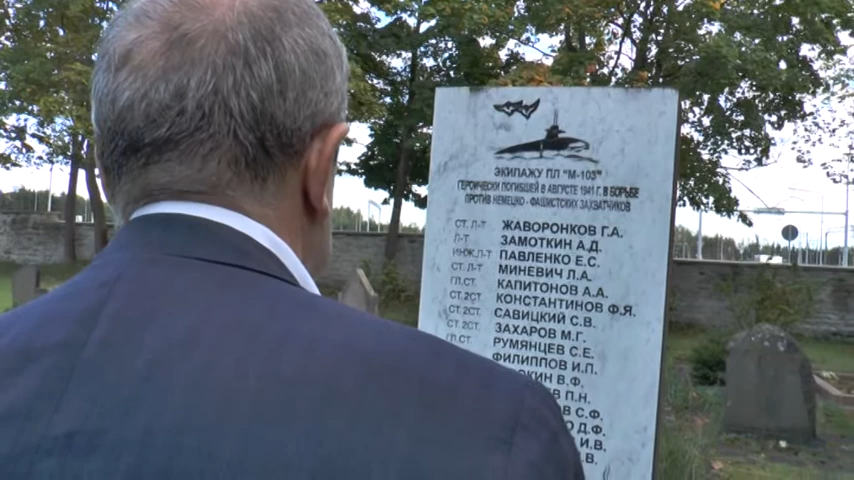 ЭКИПАЖУ ПЛ "М-103"
ГЕРОИЧЕСКИ ПОГИБШЕЙ В АВГУСТЕ 1941 Г. В БОРЬБЕ
ПРОТИВ НЕМЕЦКО - ФАШИСТСКИХ ЗАХВАТЧИКОВ
СТ. Л-Т ЖАВОРОНКОВ Г.А.
Л-Т ЗАМОТКИН А.Д.
ИНЖ.Л-Т ПАВЛЕНКО Е.С.
СТ. Л-Т МИНЕВИЧ Л.А.
ГЛ.СТ. КАПИТОНОВ А.А.
СТ. 2СТ. КОНСТАНТИНОВ Ф.Я.
СТ. 2СТ. САВИЦКИЙ С.В.
СТ. 2СТ. ЗАХАРОВ М.Г.
ГЛ.СТ. РУМЯНЦЕВ С.Е.
ФИЛИППОВ И.П.
В.Ф.
П.Н.
С.Ф.
Д.Ф.
И.В.